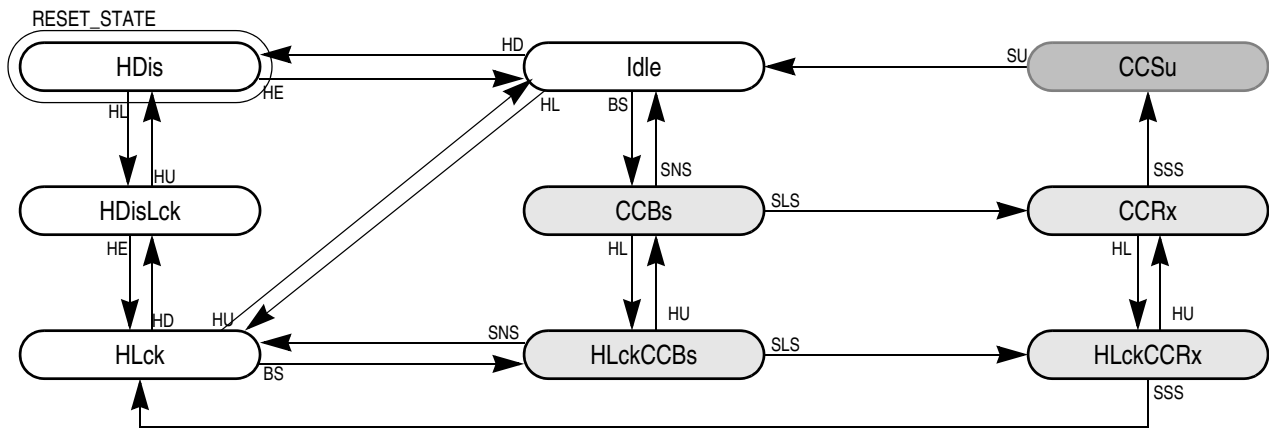 RESET_STATE
HDis
HD
Idle
SU
CCSu
HE
HL
HL
BS
HU
SNS
SSS
HDisLck
CCBs
SLS
CCRx
HE
HL
HL
HD
HU
SNS
HU
SLS
HU
HLck
HLckCCBs
HLckCCRx
BS
SSS